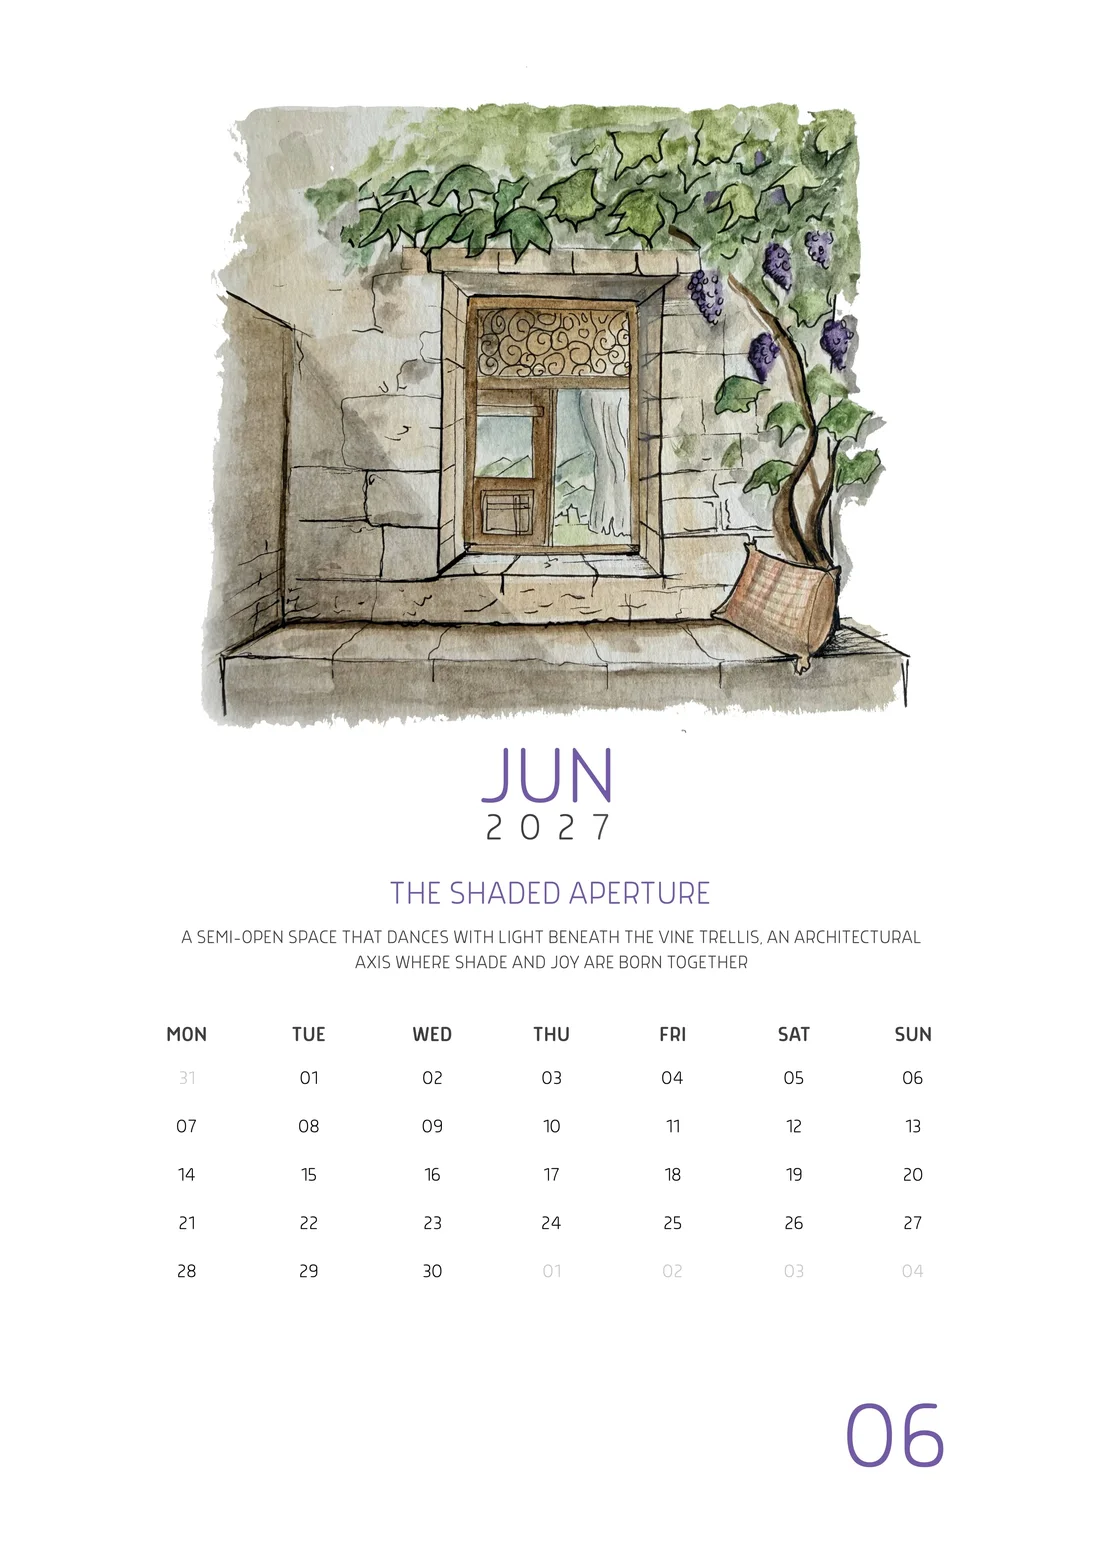 JUN
2027
THE SHADED APERTURE
A SEMI-OPEN SPACE THAT DANCES WITH LIGHT BENEATH THE VINE TRELLIS, AN ARCHITECTURAL
AXIS WHERE SHADE AND JOY ARE BORN TOGETHER
MON TUE WED THU FRI SAT SUN
31 01 02 03 04 05 06
07 08 09 10 11 12 13
14 15 16 17 18 19 20
21 22 23 24 25 26 27
28 29 30 01 02 03 04
06